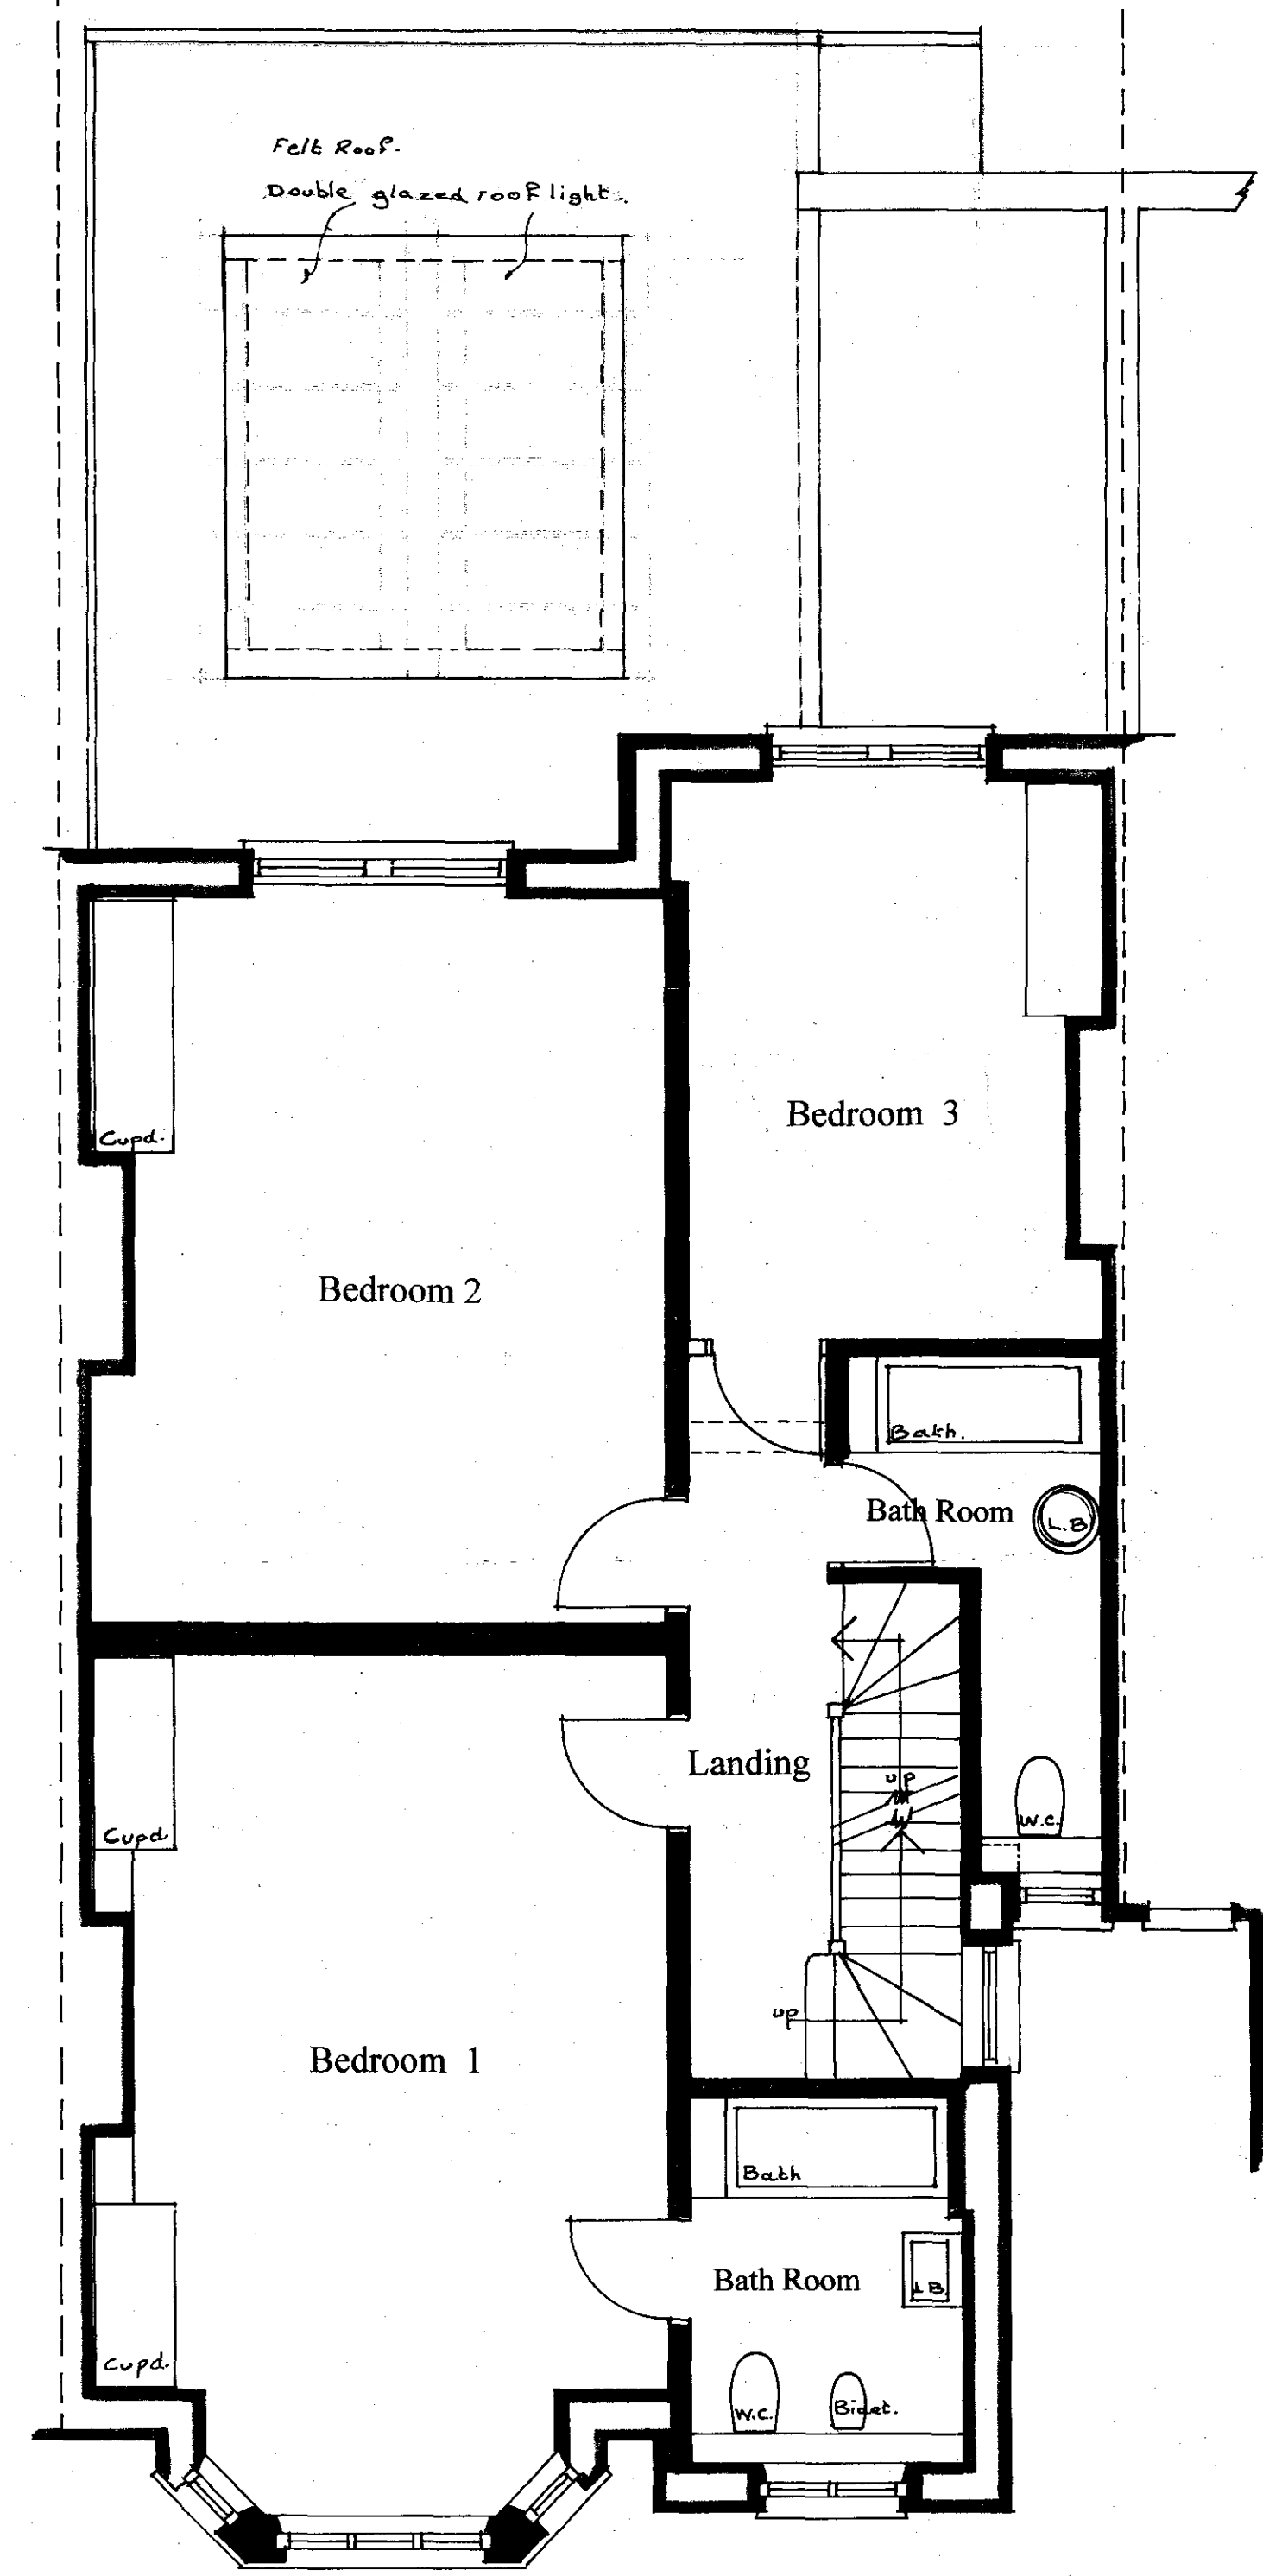 Felt Roof.
Double glazed roof light.
Cupd.
Bedroom 3
Bedroom 2
Bath.
Bath Room
L.B
Cupd
Landing
up
W.C.
up
Bedroom 1
Bath
Bath Room
L B
Cupd.
W.C.
Bidet.